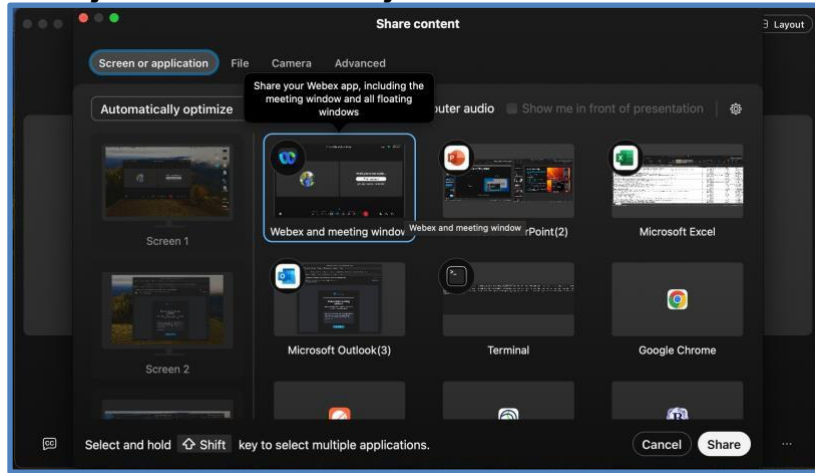 Share content
Layout
Screen or application File Camera Advanced
Share your Webex app, including the
meeting window and all floating
windows
Automatically optimize
uter audio Show me in front of presentation
Screen 1
Webex and meeting window
Webex and meeting window
rPoint(2)
Microsoft Excel
Screen 2
Microsoft Outlook(3)
Terminal
Google Chrome
Select and hold Shift key to select multiple applications.
Cancel
Share